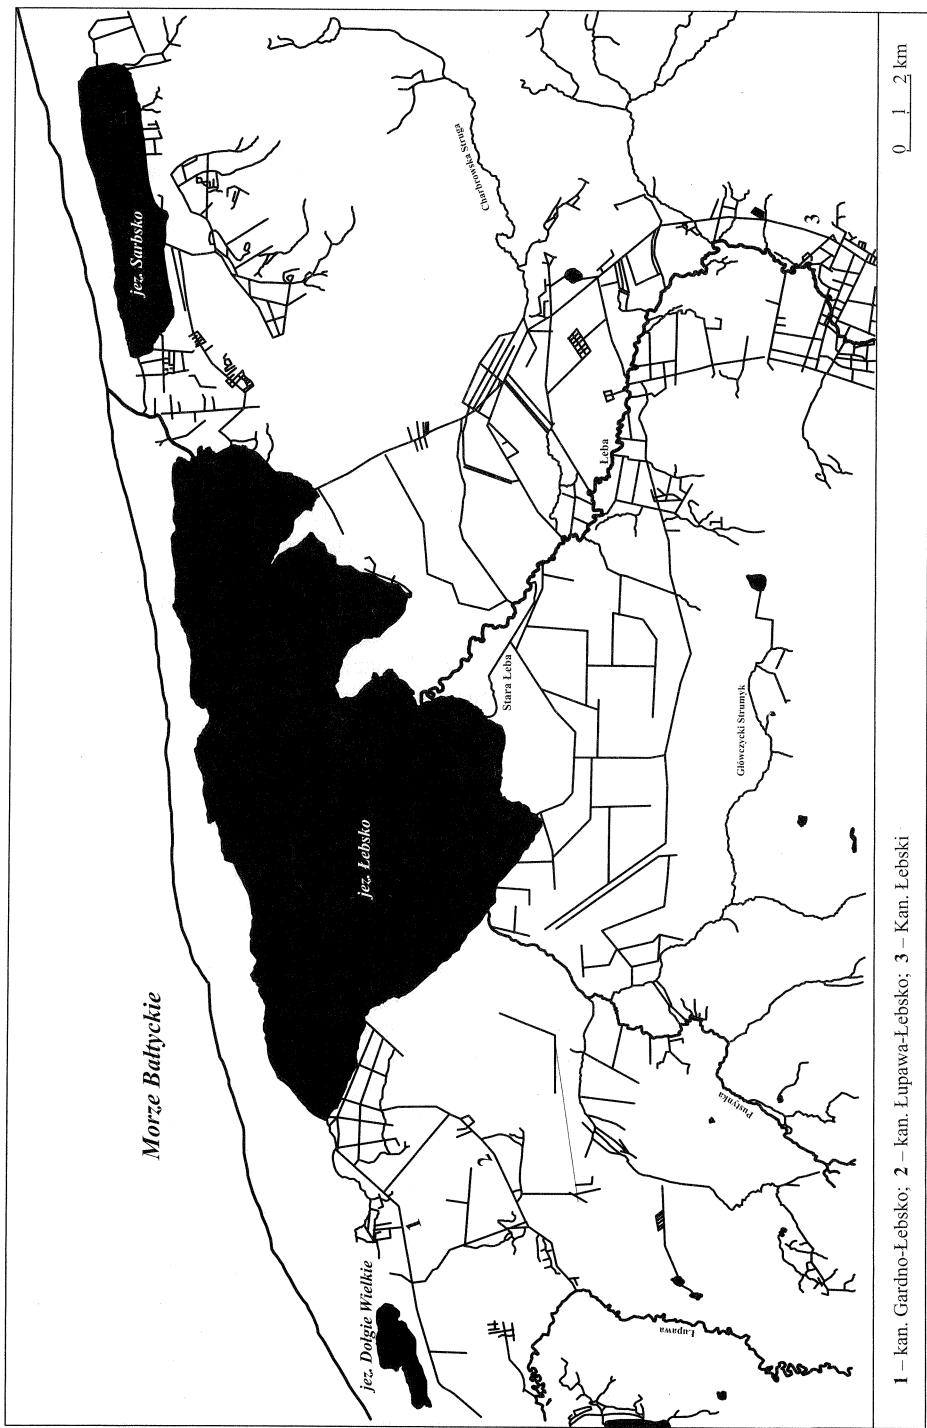 Morze Bałtyckie
jez. Sarbsko
jez. Łebsko
jez. Dołgie Wielkie
Charbrowska Struga
Łeba
Stara Łeba
Główczycki Strumyk
Pustynka
Łupawa
1
2
3
0 1 2 km
1 – kan. Gardno-Łebsko; 2 – kan. Łupawa-Łebsko; 3 – Kan. Łebski